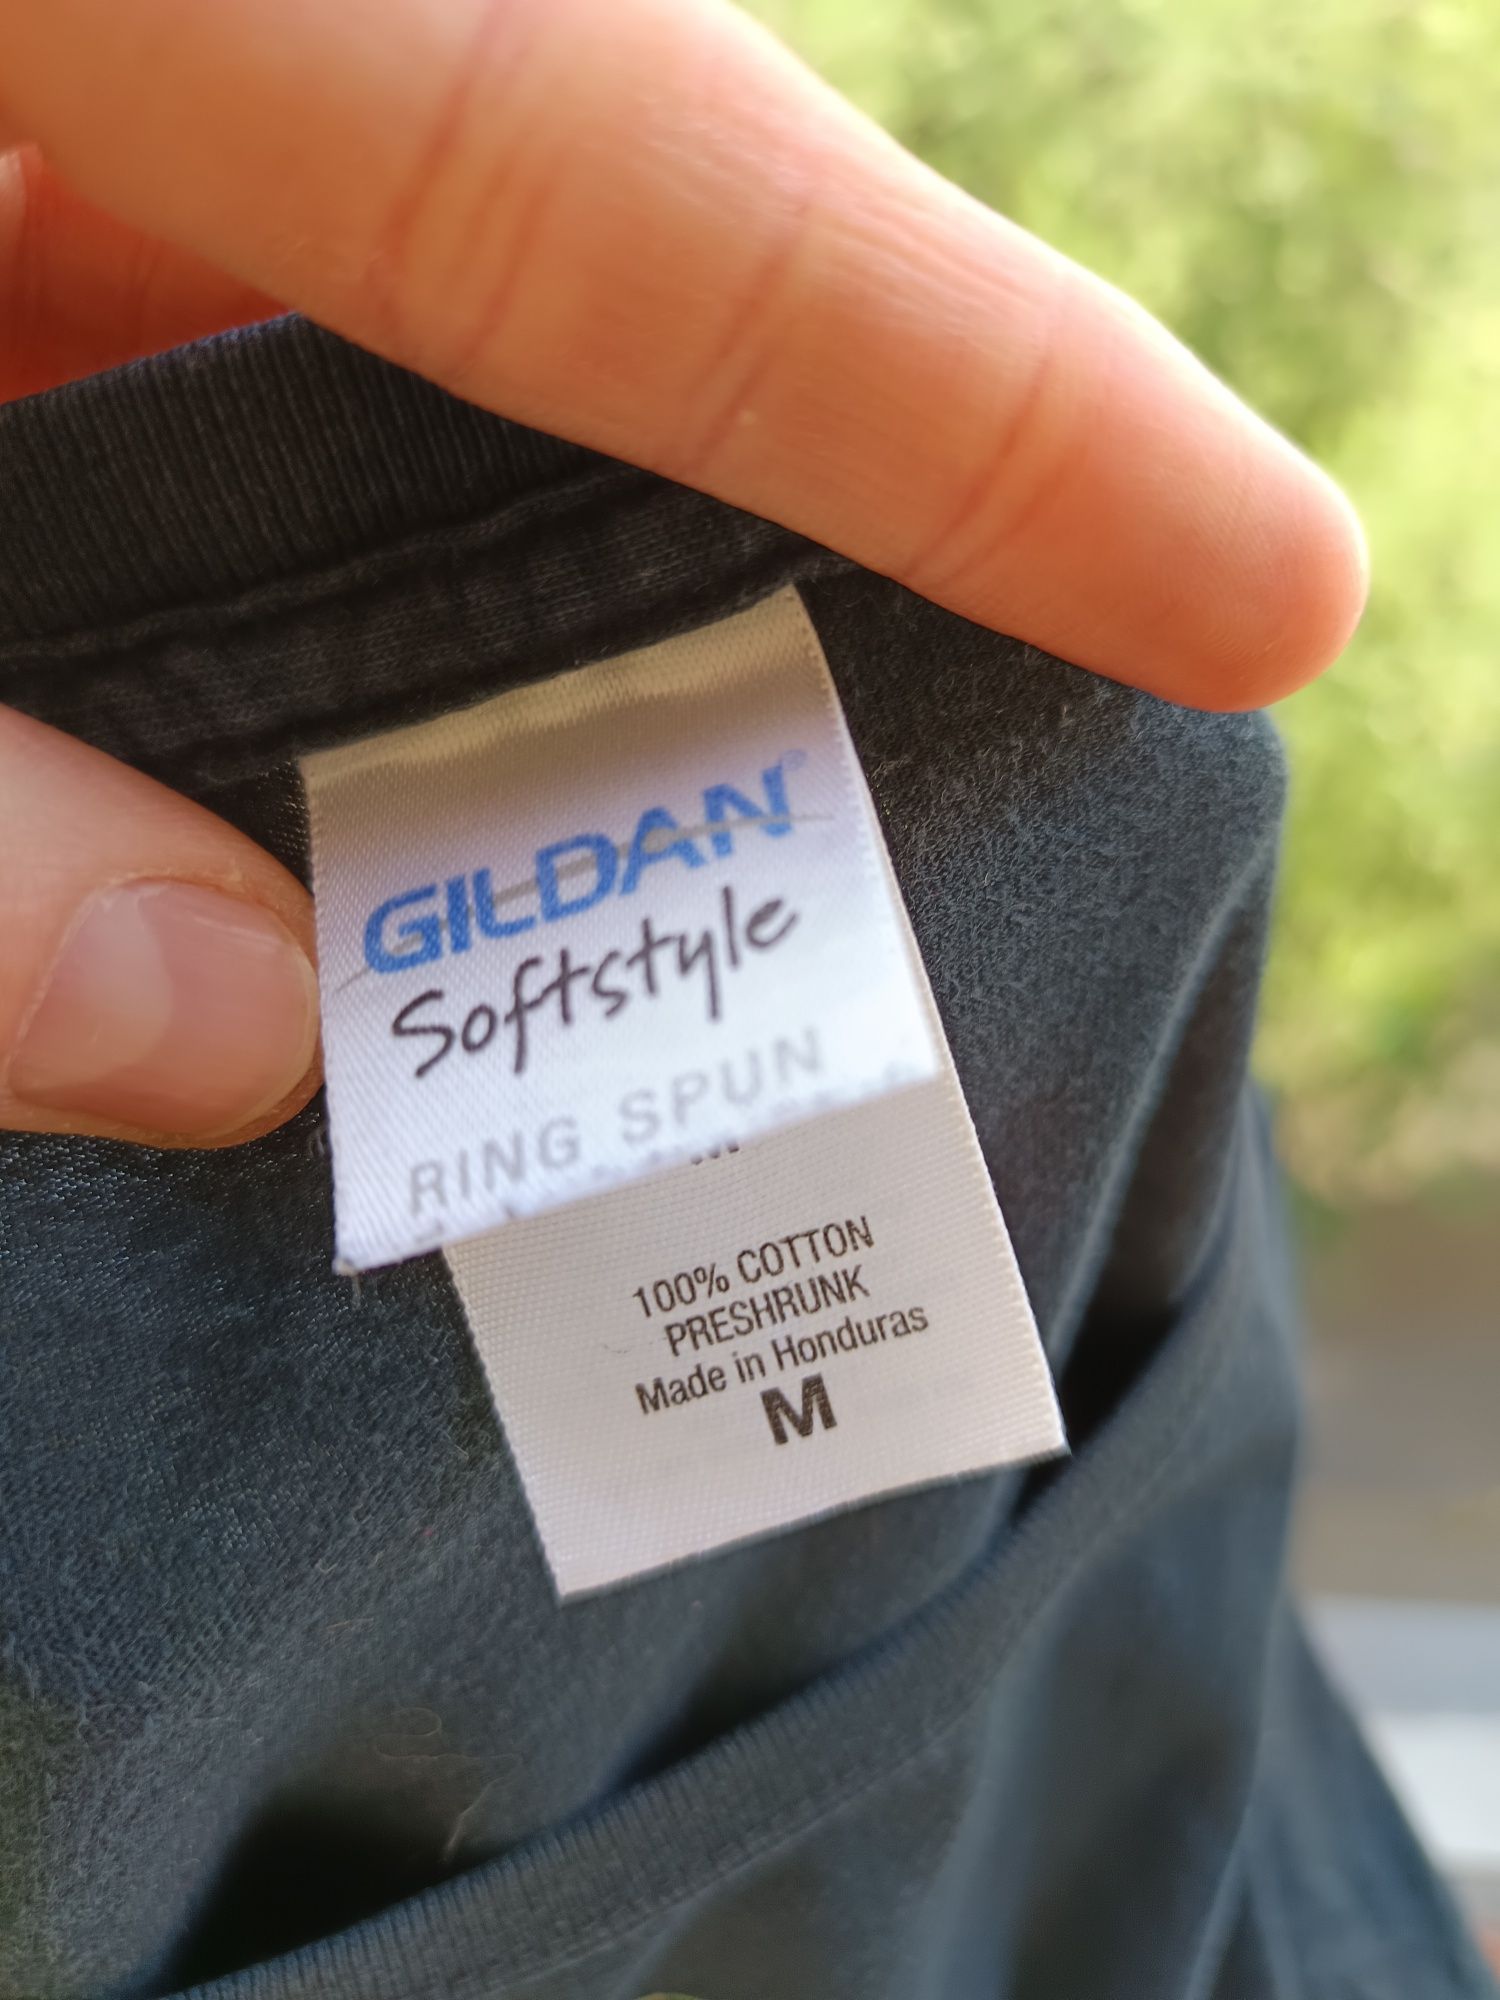 GILDAN®
Softstyle
RING SPUN
100% COTTON
PRESHRUNK
Made in Honduras
M